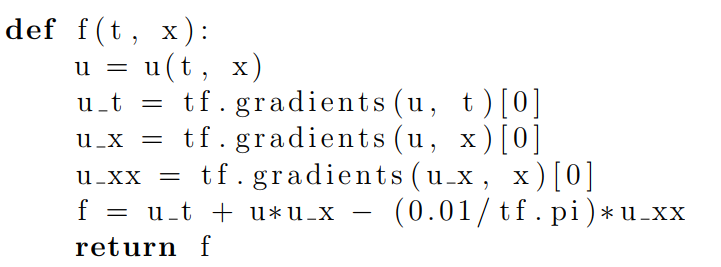 def f(t, x):
    u = u(t, x)
    u_t = tf.gradients(u, t)[0]
    u_x = tf.gradients(u, x)[0]
    u_xx = tf.gradients(u_x, x)[0]
    f = u_t + u*u_x − (0.01/tf.pi)*u_xx
    return f